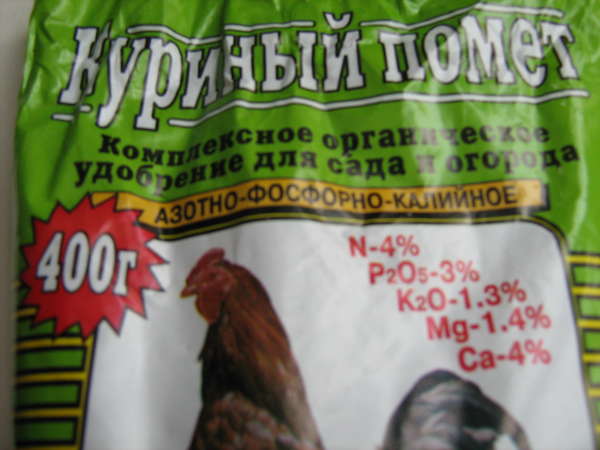 Куриный помет
Комплексное органическое
удобрение для сада и огорода
АЗОТНО-ФОСФОРНО-КАЛИЙНОЕ
400г
N-4%
P2O5-3%
K2O-1.3%
Mg-1.4%
Ca-4%